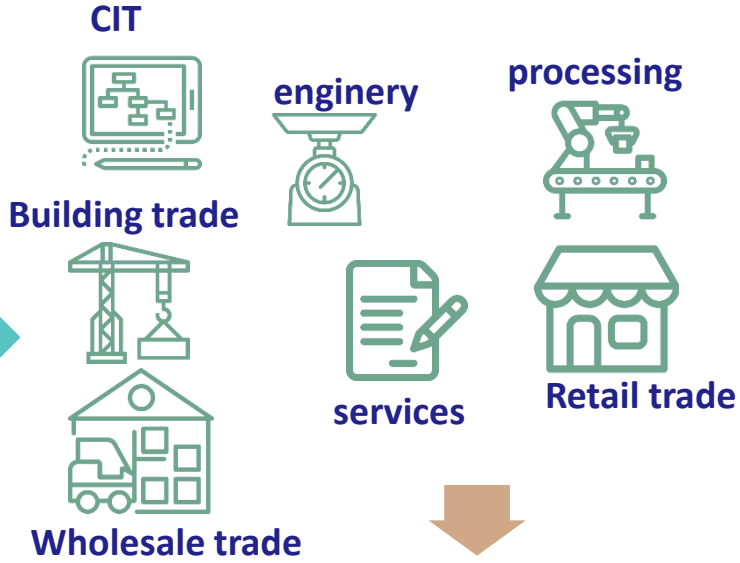 CIT
enginery
processing
Building trade
services
Retail trade
Wholesale trade